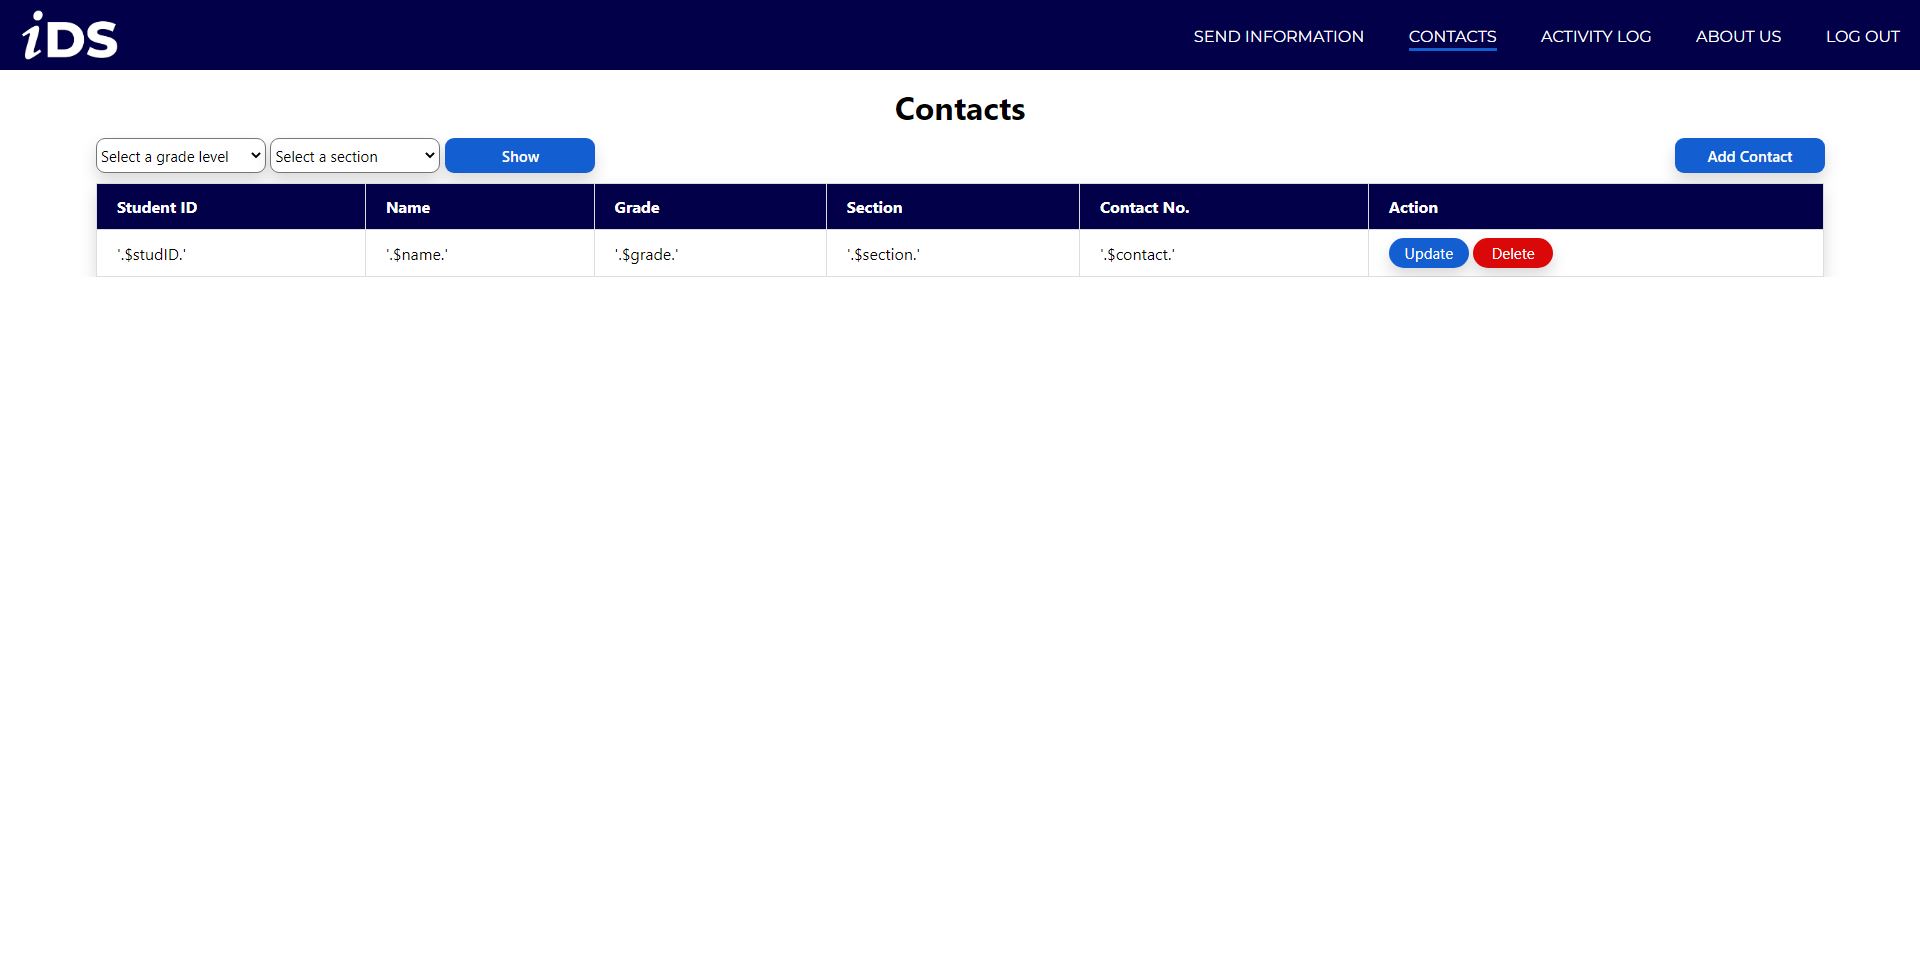 iDS SEND INFORMATION CONTACTS ACTIVITY LOG ABOUT US LOG OUT
Contacts
Select a grade level Select a section Show Add Contact
Student ID Name Grade Section Contact No. Action
'.$studID.' '.$name.' '.$grade.' '.$section.' '.$contact.' Update Delete